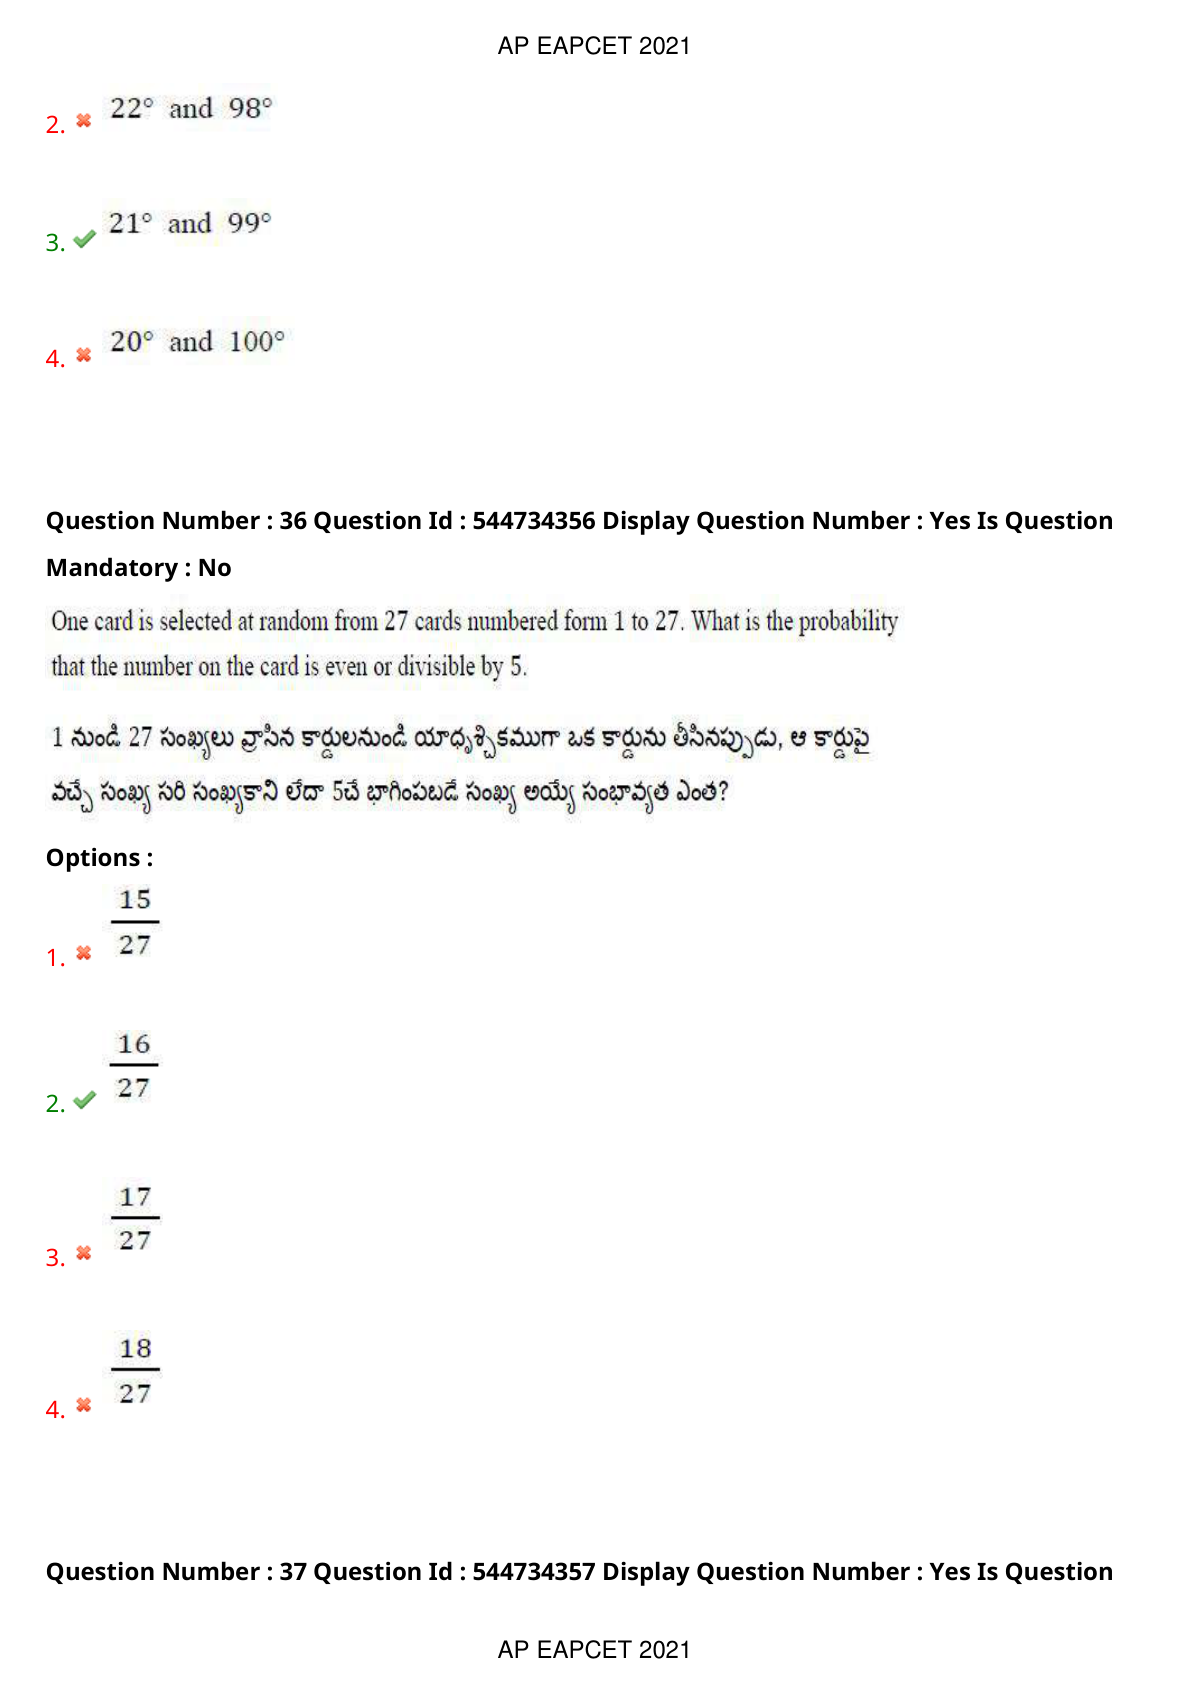 AP EAPCET 2021
2. 22° and 98°
3. 21° and 99°
4. 20° and 100°
Question Number : 36 Question Id : 544734356 Display Question Number : Yes Is Question
Mandatory : No
One card is selected at random from 27 cards numbered form 1 to 27. What is the probability
that the number on the card is even or divisible by 5.
1 నుండి 27 సంఖ్యలు వ్రాసిన కార్డులనుండి యాధృశ్చికముగా ఒక కార్డును తీసినప్పుడు, ఆ కార్డుపై
వచ్చే సంఖ్య సరి సంఖ్యకాని లేదా 5చే భాగింపబడే సంఖ్య అయ్యే సంభావ్యత ఎంత?
Options :
15
27
1.
16
27
2.
17
27
3.
18
27
4.
Question Number : 37 Question Id : 544734357 Display Question Number : Yes Is Question
AP EAPCET 2021